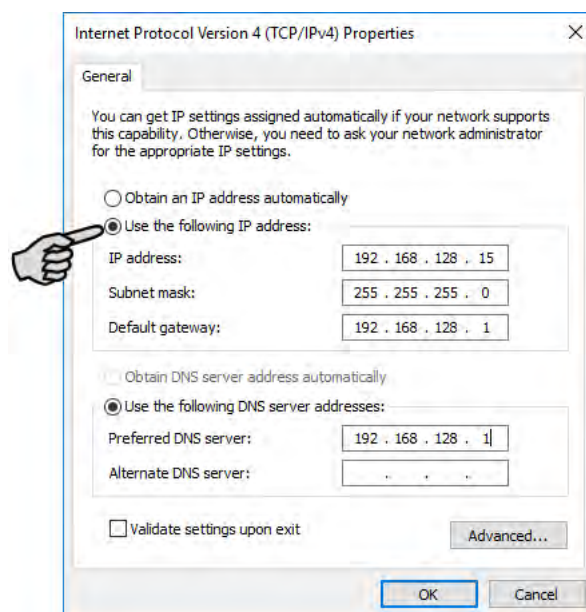 Internet Protocol Version 4 (TCP/IPv4) Properties
General
You can get IP settings assigned automatically if your network supports
this capability. Otherwise, you need to ask your network administrator
for the appropriate IP settings.
Obtain an IP address automatically
Use the following IP address:
IP address: 192 . 168 . 128 . 15
Subnet mask: 255 . 255 . 255 . 0
Default gateway: 192 . 168 . 128 . 1
Obtain DNS server address automatically
Use the following DNS server addresses:
Preferred DNS server: 192 . 168 . 128 . 1
Alternate DNS server: . . .
Validate settings upon exit
Advanced...
OK Cancel